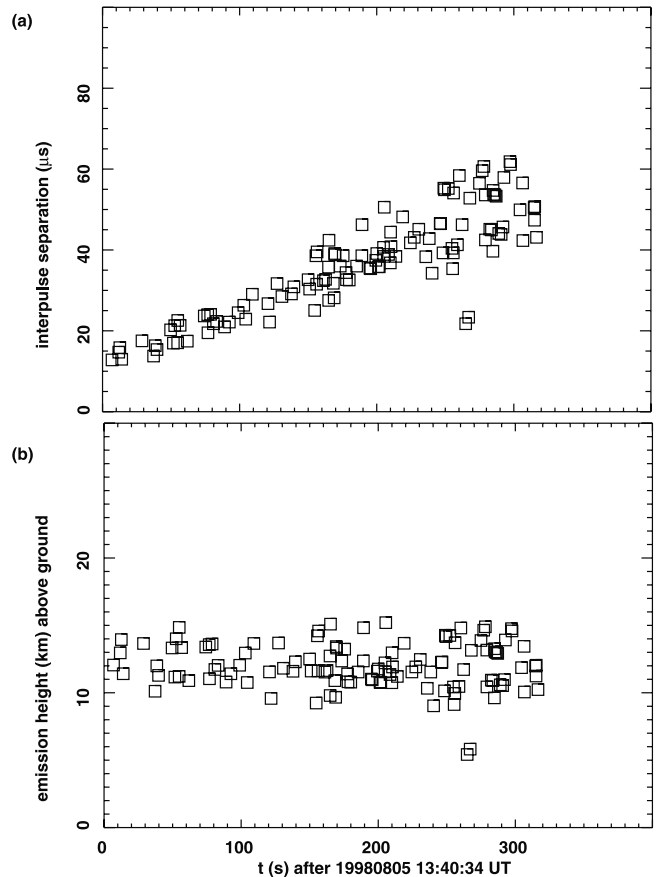 (a)
80
60
40
20
0
interpulse separation (μs)
(b)
20
10
0
emission height (km) above ground
0 100 200 300
t (s) after 19980805 13:40:34 UT